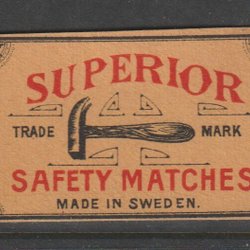 SUPERIOR
TRADE MARK
SAFETY MATCHES
MADE IN SWEDEN.